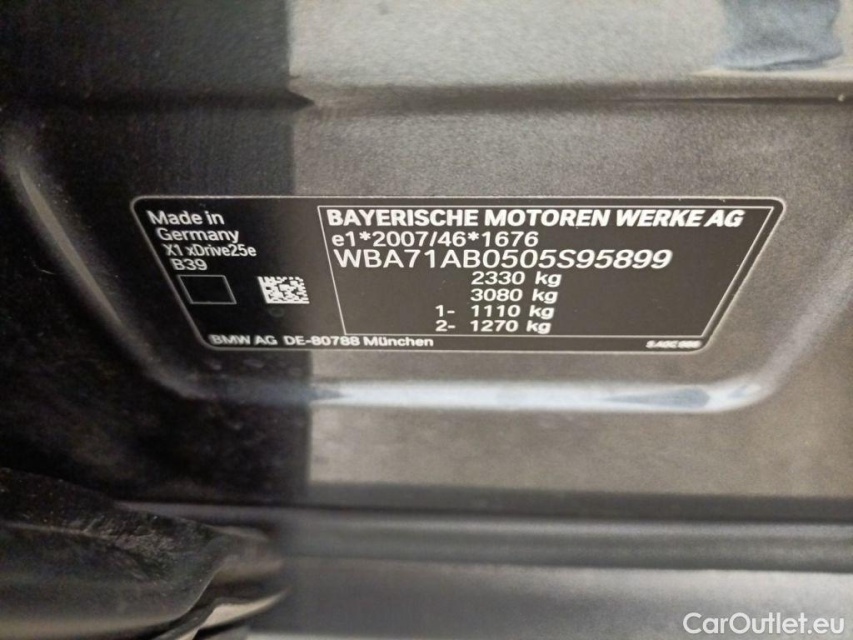 Made in
Germany
X1 xDrive25e
B39
BAYERISCHE MOTOREN WERKE AG
e1*2007/46*1676
WBA71AB0505S95899
2330 kg
3080 kg
1- 1110 kg
2- 1270 kg
BMW AG DE-80788 München
CarOutlet.eu